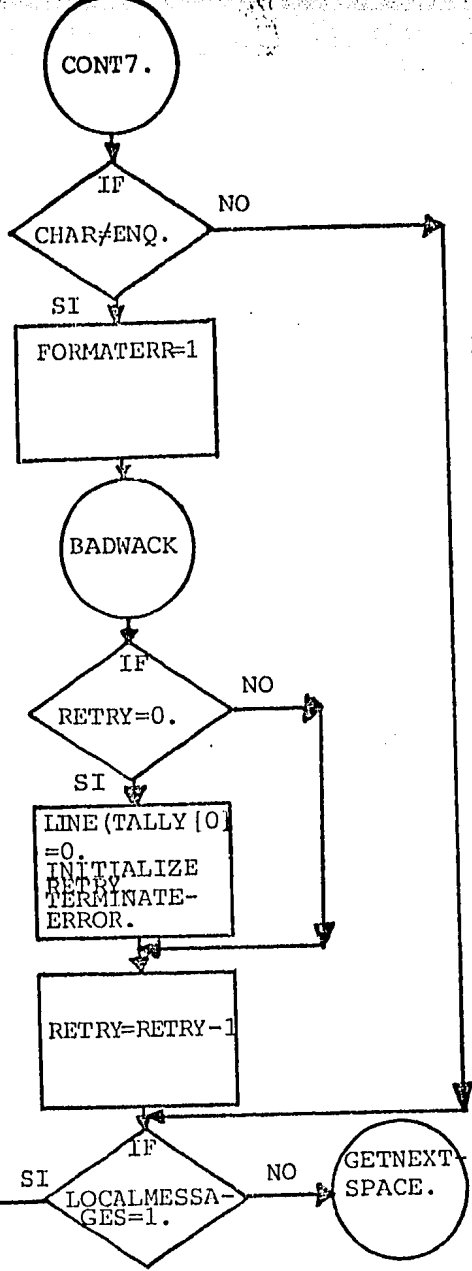 CONT7.
IF
NO
CHAR≠ENQ.
SI
FORMATERR=1
BADWACK
IF
NO
RETRY=0.
SI
LINE(TALLY[0]
=0.
INITIALIZE
RETRY
TERMINATE-
ERROR.
RETRY=RETRY-1
IF
SI
NO
LOCALMESSA-
GES=1.
GETNEXT-
SPACE.